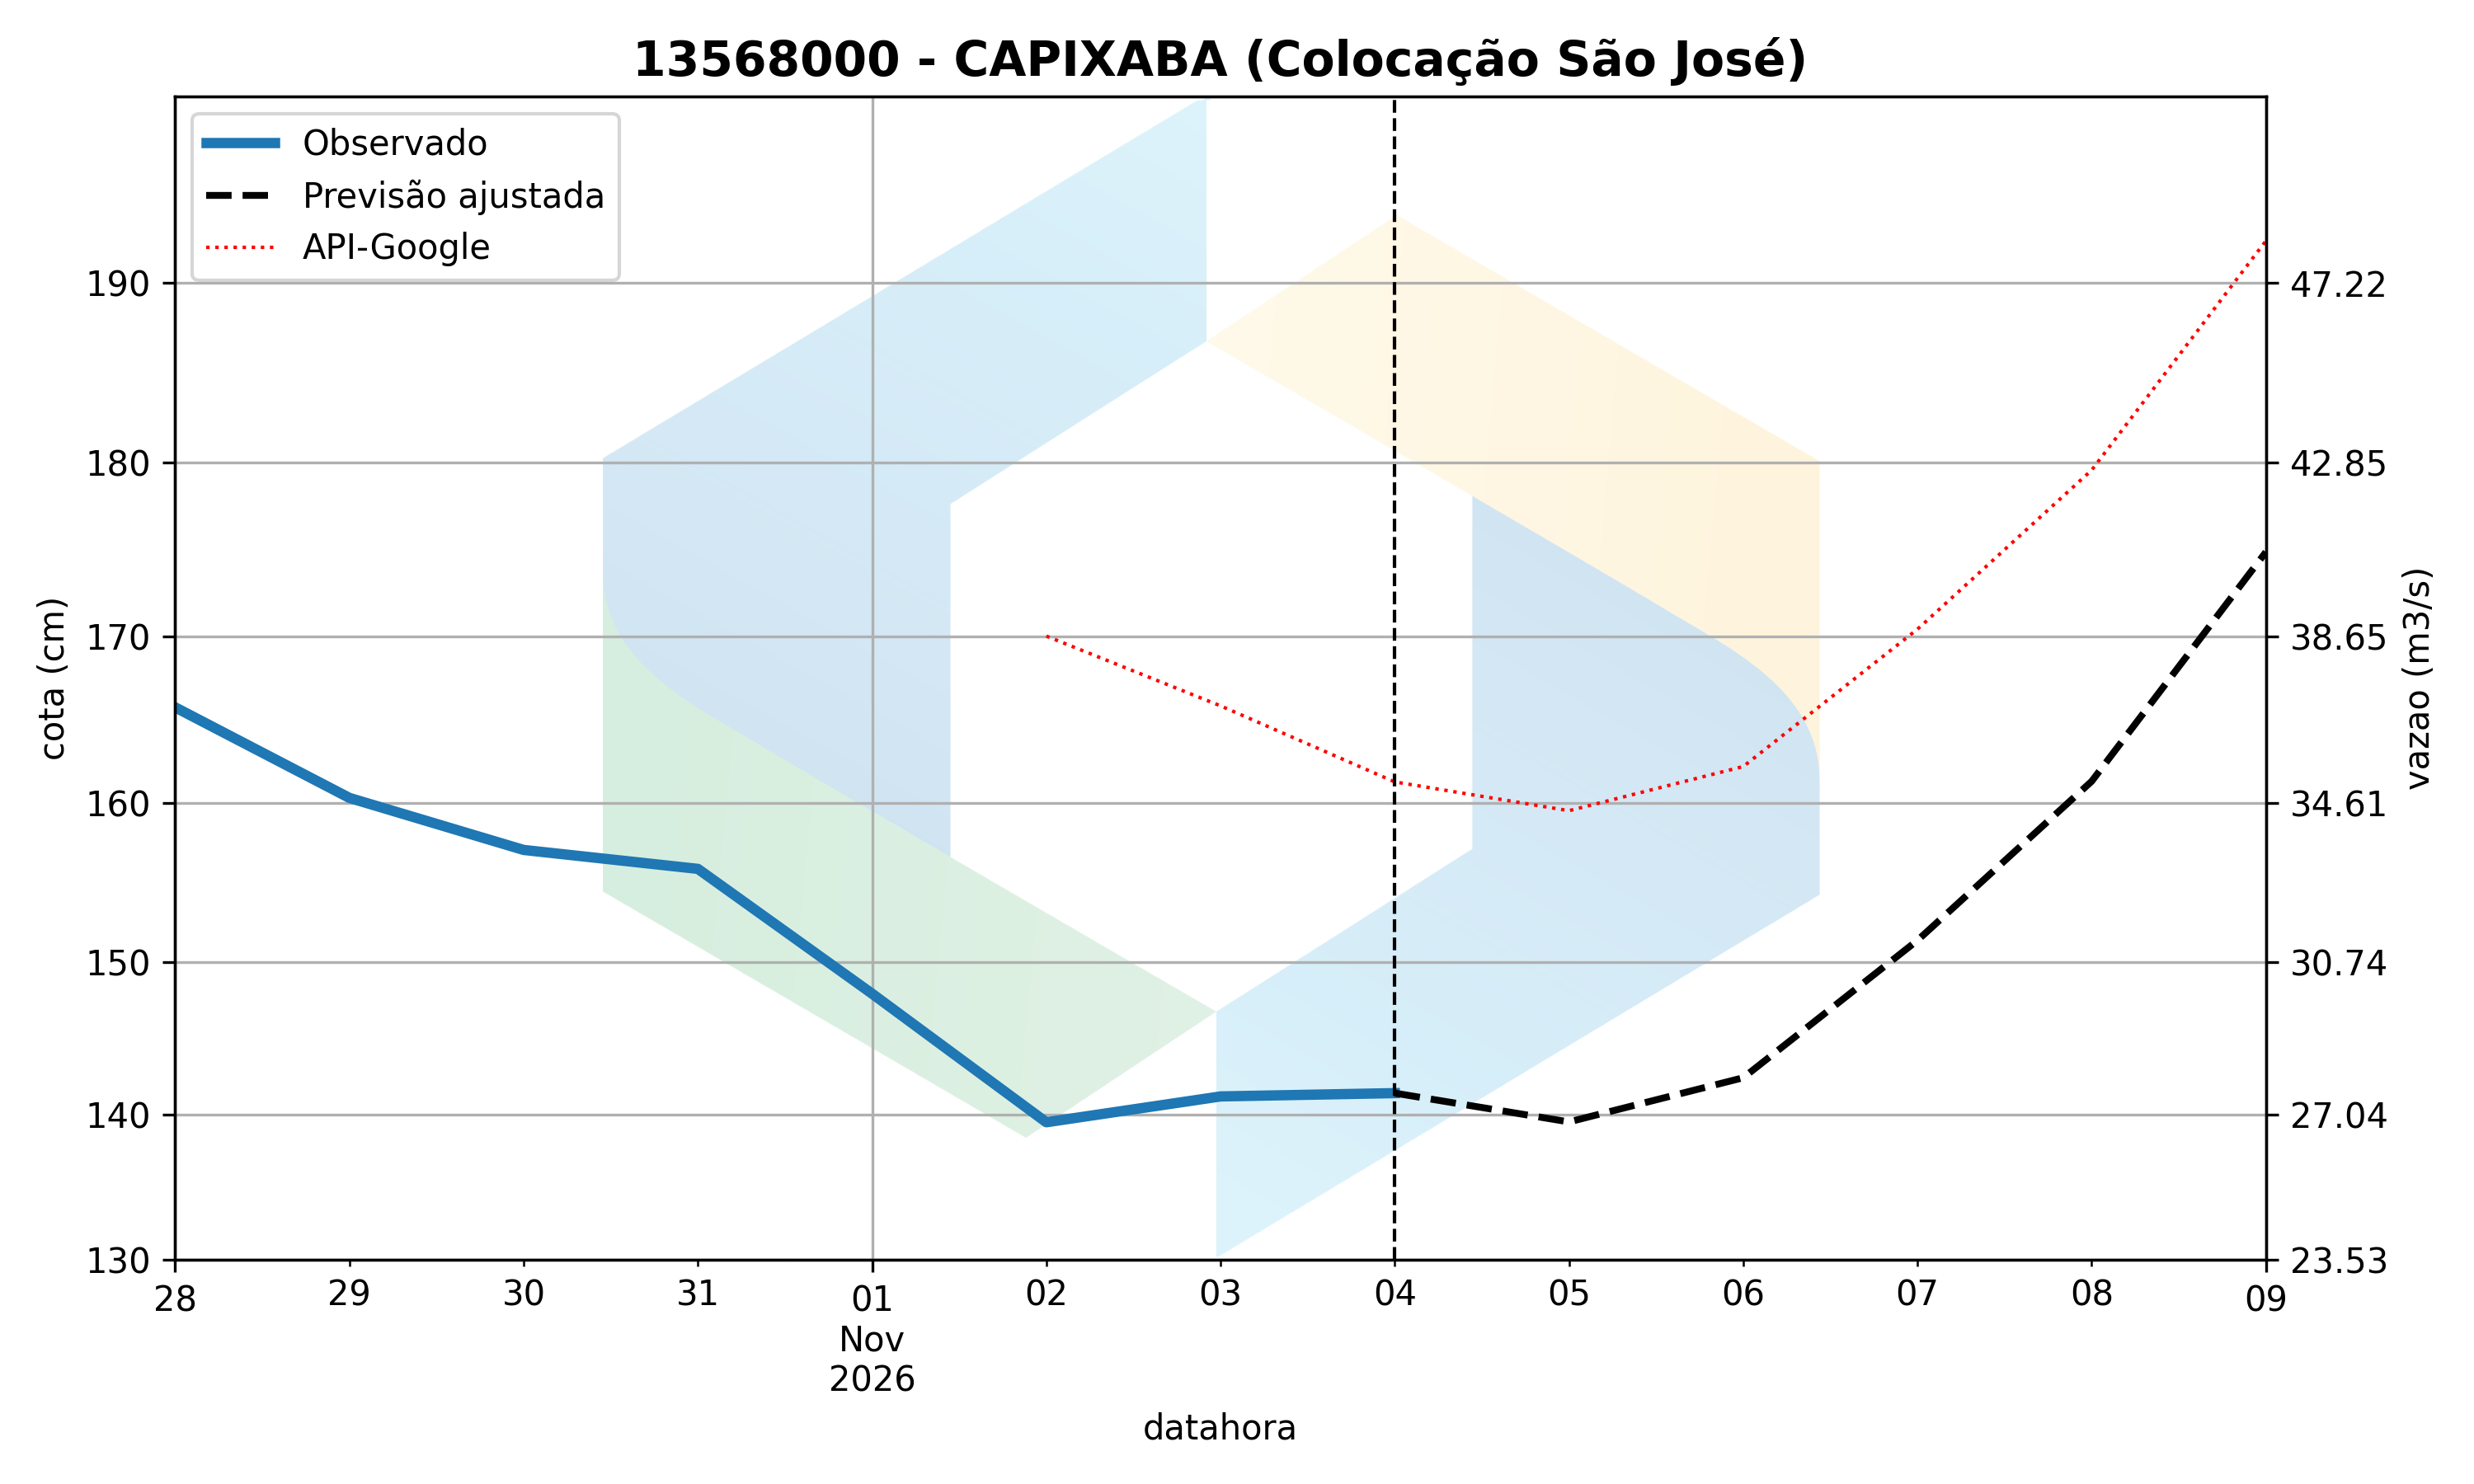 13568000 - CAPIXABA (Colocação São José)
Observado
Previsão ajustada
API-Google
190
180
170
160
150
140
130
cota (cm)
47.22
42.85
38.65
34.61
30.74
27.04
23.53
vazao (m3/s)
28 29 30 31 01 02 03 04 05 06 07 08 09
Nov
2026
datahora